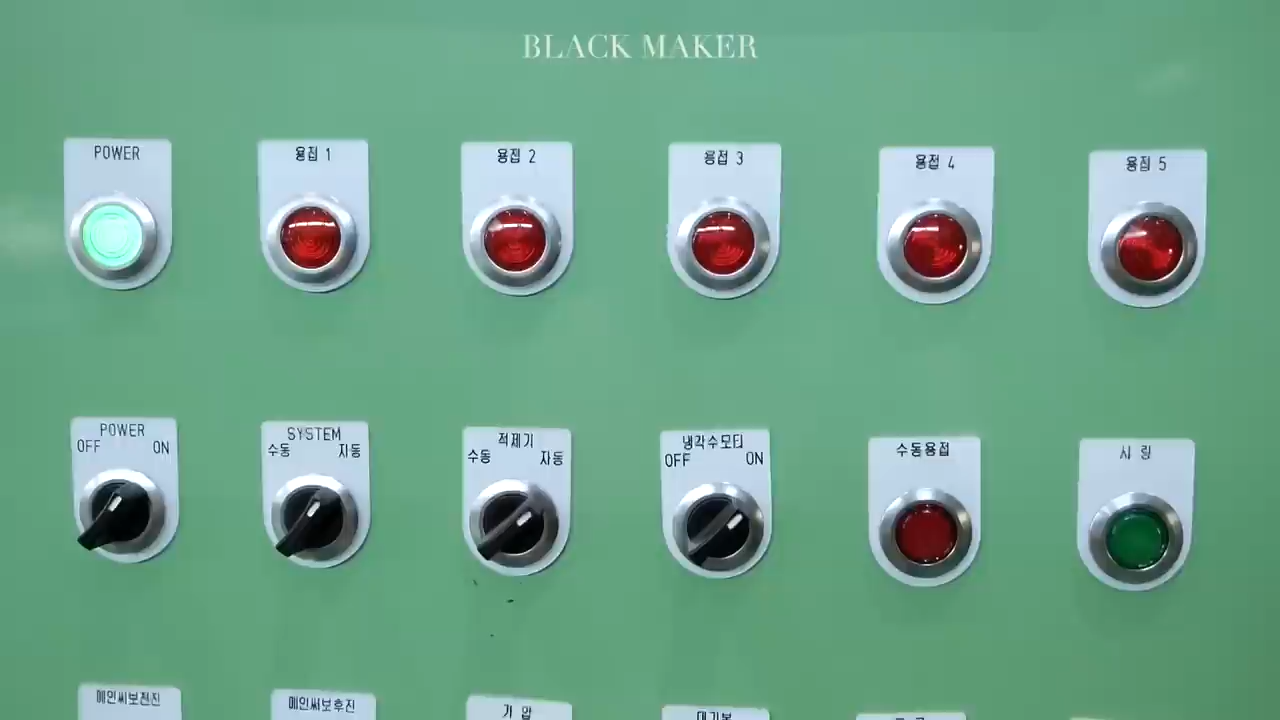 BLACK MAKER
POWER
용접 1
용접 2
용접 3
용접 4
용접 5
POWER
OFF ON
SYSTEM
수동 자동
적제기
수동 자동
냉각수모터
OFF ON
수동용접
시 링
메인써보전진
메인써보후진
기 압